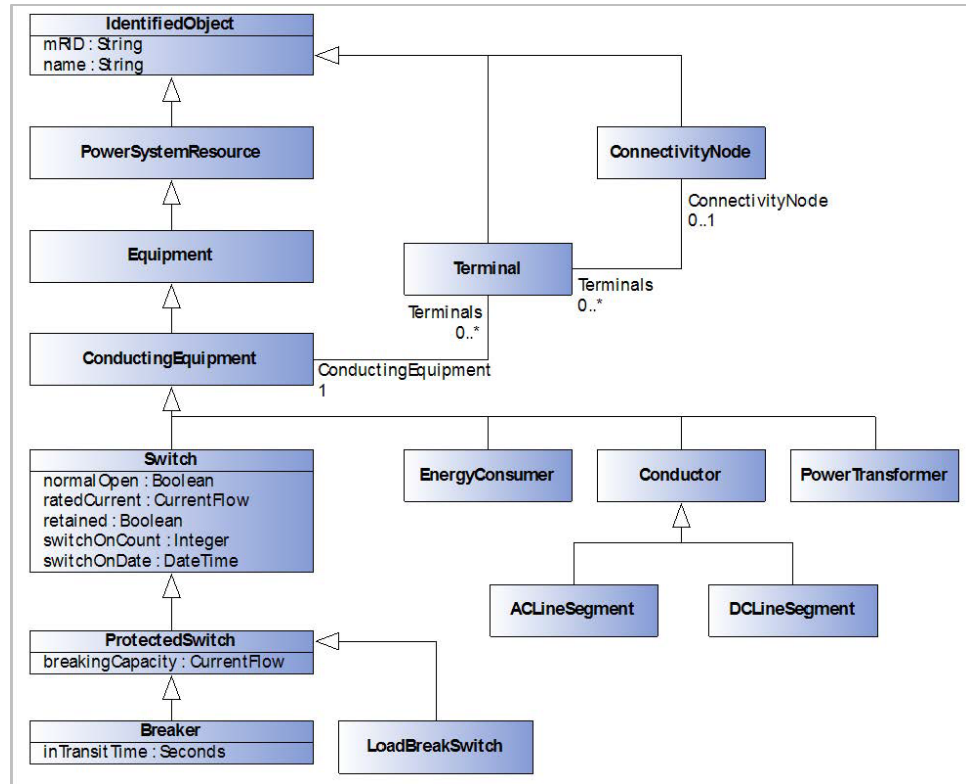 IdentifiedObject
mRID : String
name : String
PowerSystemResource
ConnectivityNode
ConnectivityNode
0..1
Equipment
Terminal
Terminals
0..*
Terminals
0..*
ConductingEquipment
ConductingEquipment
1
Switch
normalOpen : Boolean
ratedCurrent : CurrentFlow
retained : Boolean
switchOnCount : Integer
switchOnDate : DateTime
EnergyConsumer
Conductor
PowerTransformer
ACLineSegment
DCLineSegment
ProtectedSwitch
breakingCapacity : CurrentFlow
Breaker
inTransitTime : Seconds
LoadBreakSwitch